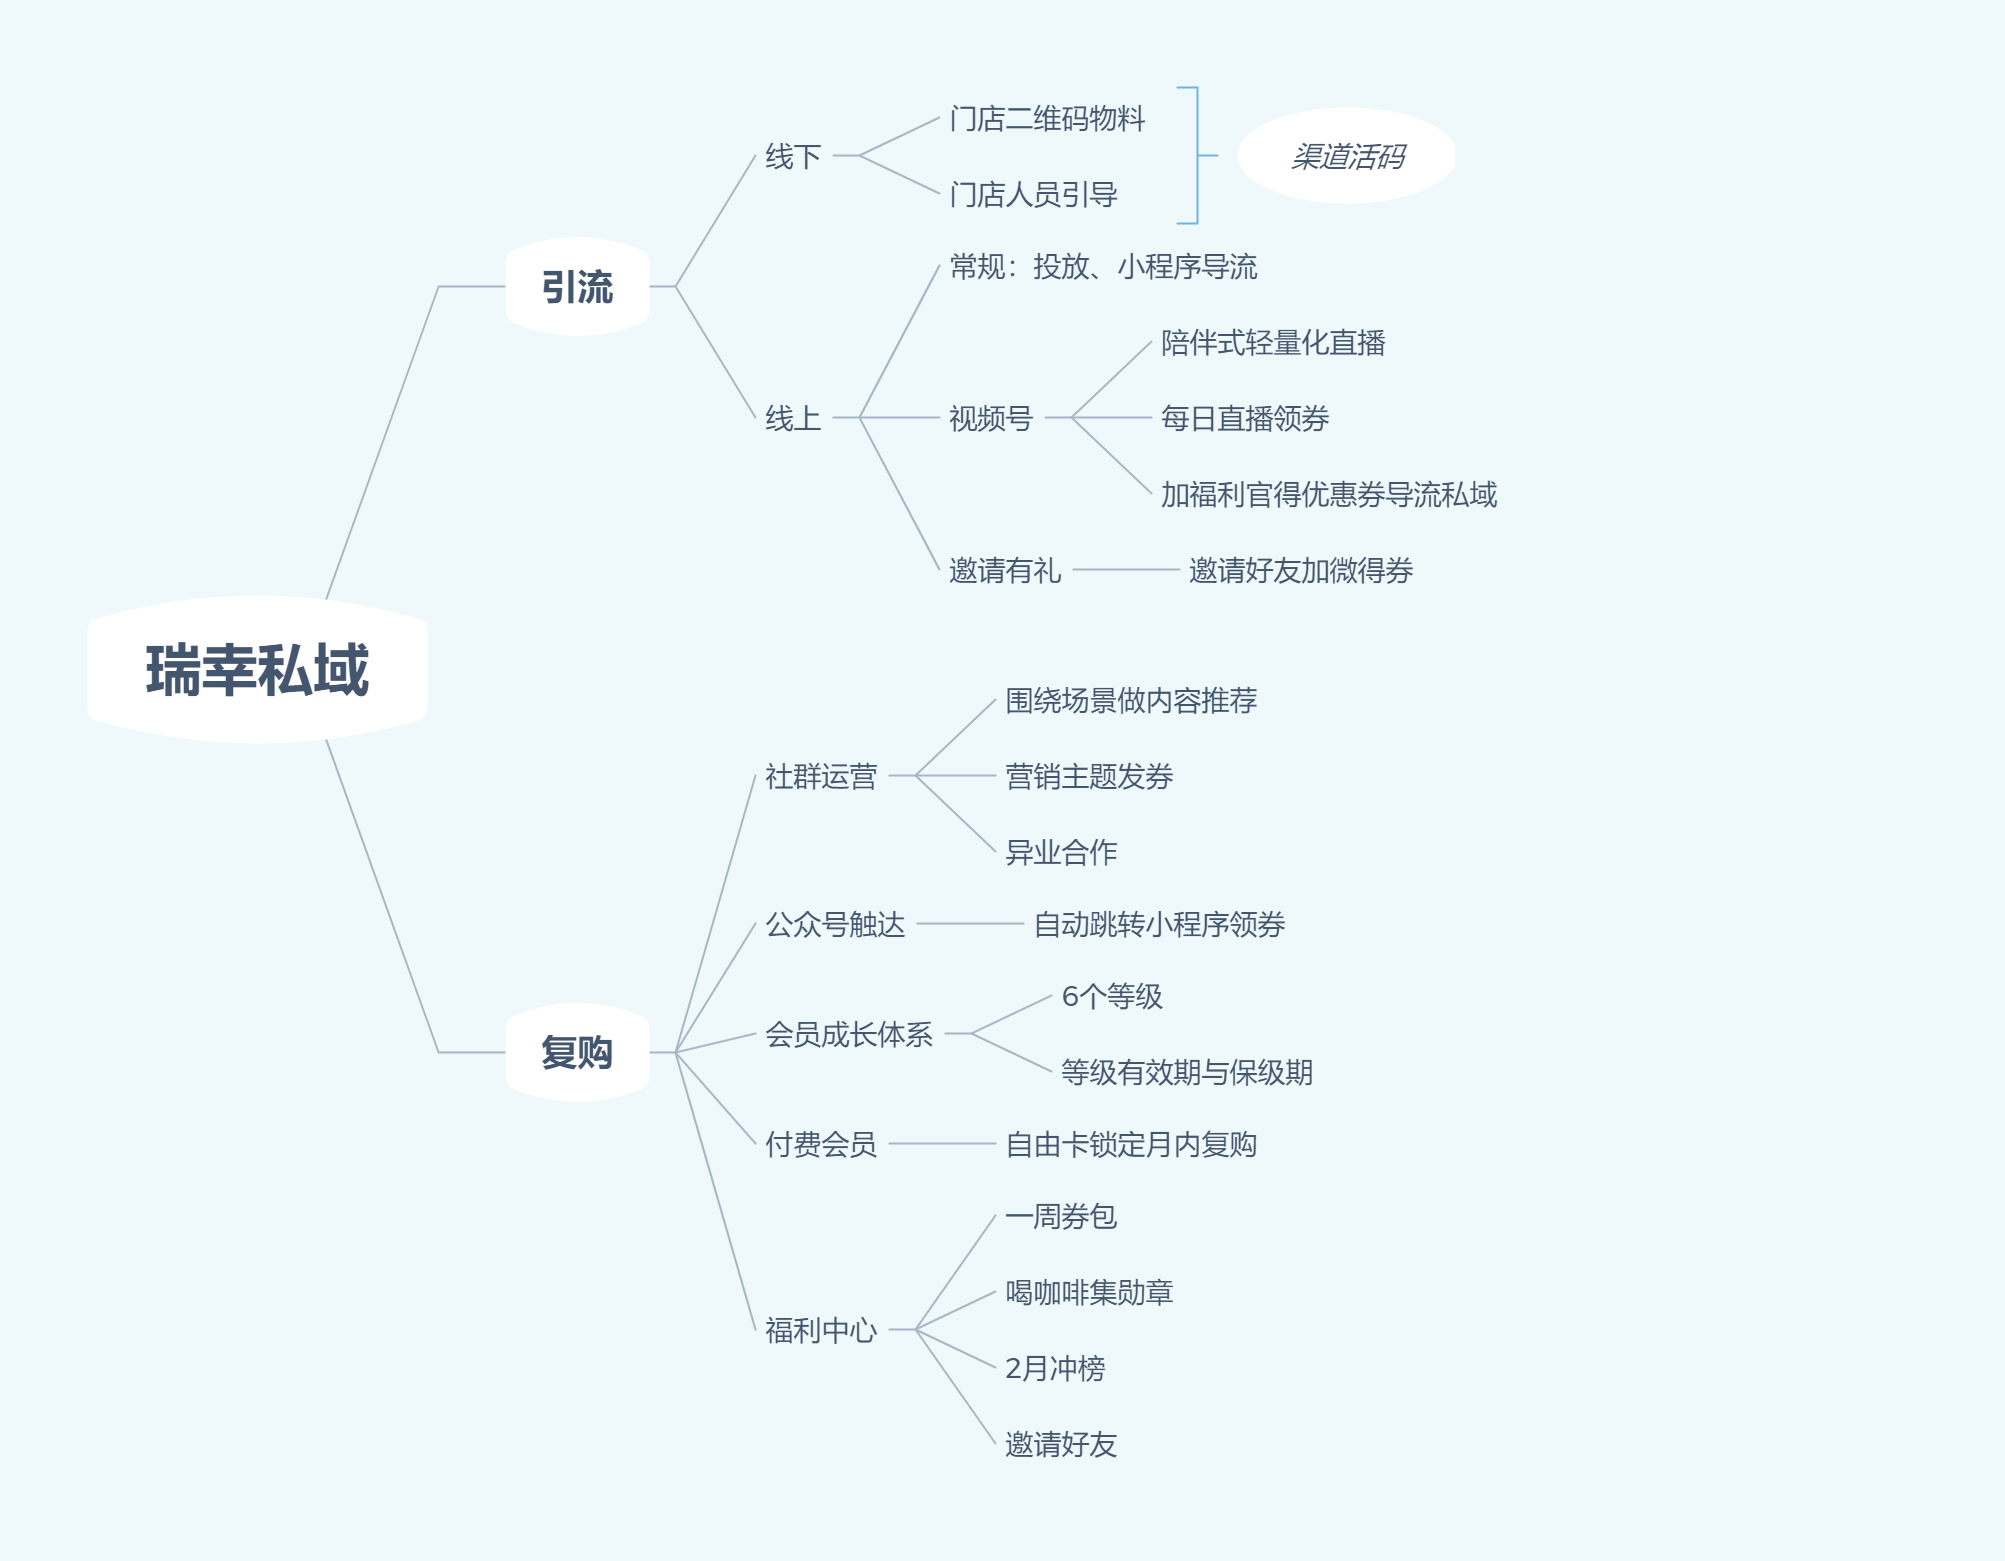 瑞幸私域
引流
线下
门店二维码物料
门店人员引导
渠道活码
线上
常规：投放、小程序导流
视频号
陪伴式轻量化直播
每日直播领券
加福利官得优惠券导流私域
邀请有礼
邀请好友加微得券
复购
社群运营
围绕场景做内容推荐
营销主题发券
异业合作
公众号触达
自动跳转小程序领券
会员成长体系
6个等级
等级有效期与保级期
付费会员
自由卡锁定月内复购
福利中心
一周券包
喝咖啡集勋章
2月冲榜
邀请好友